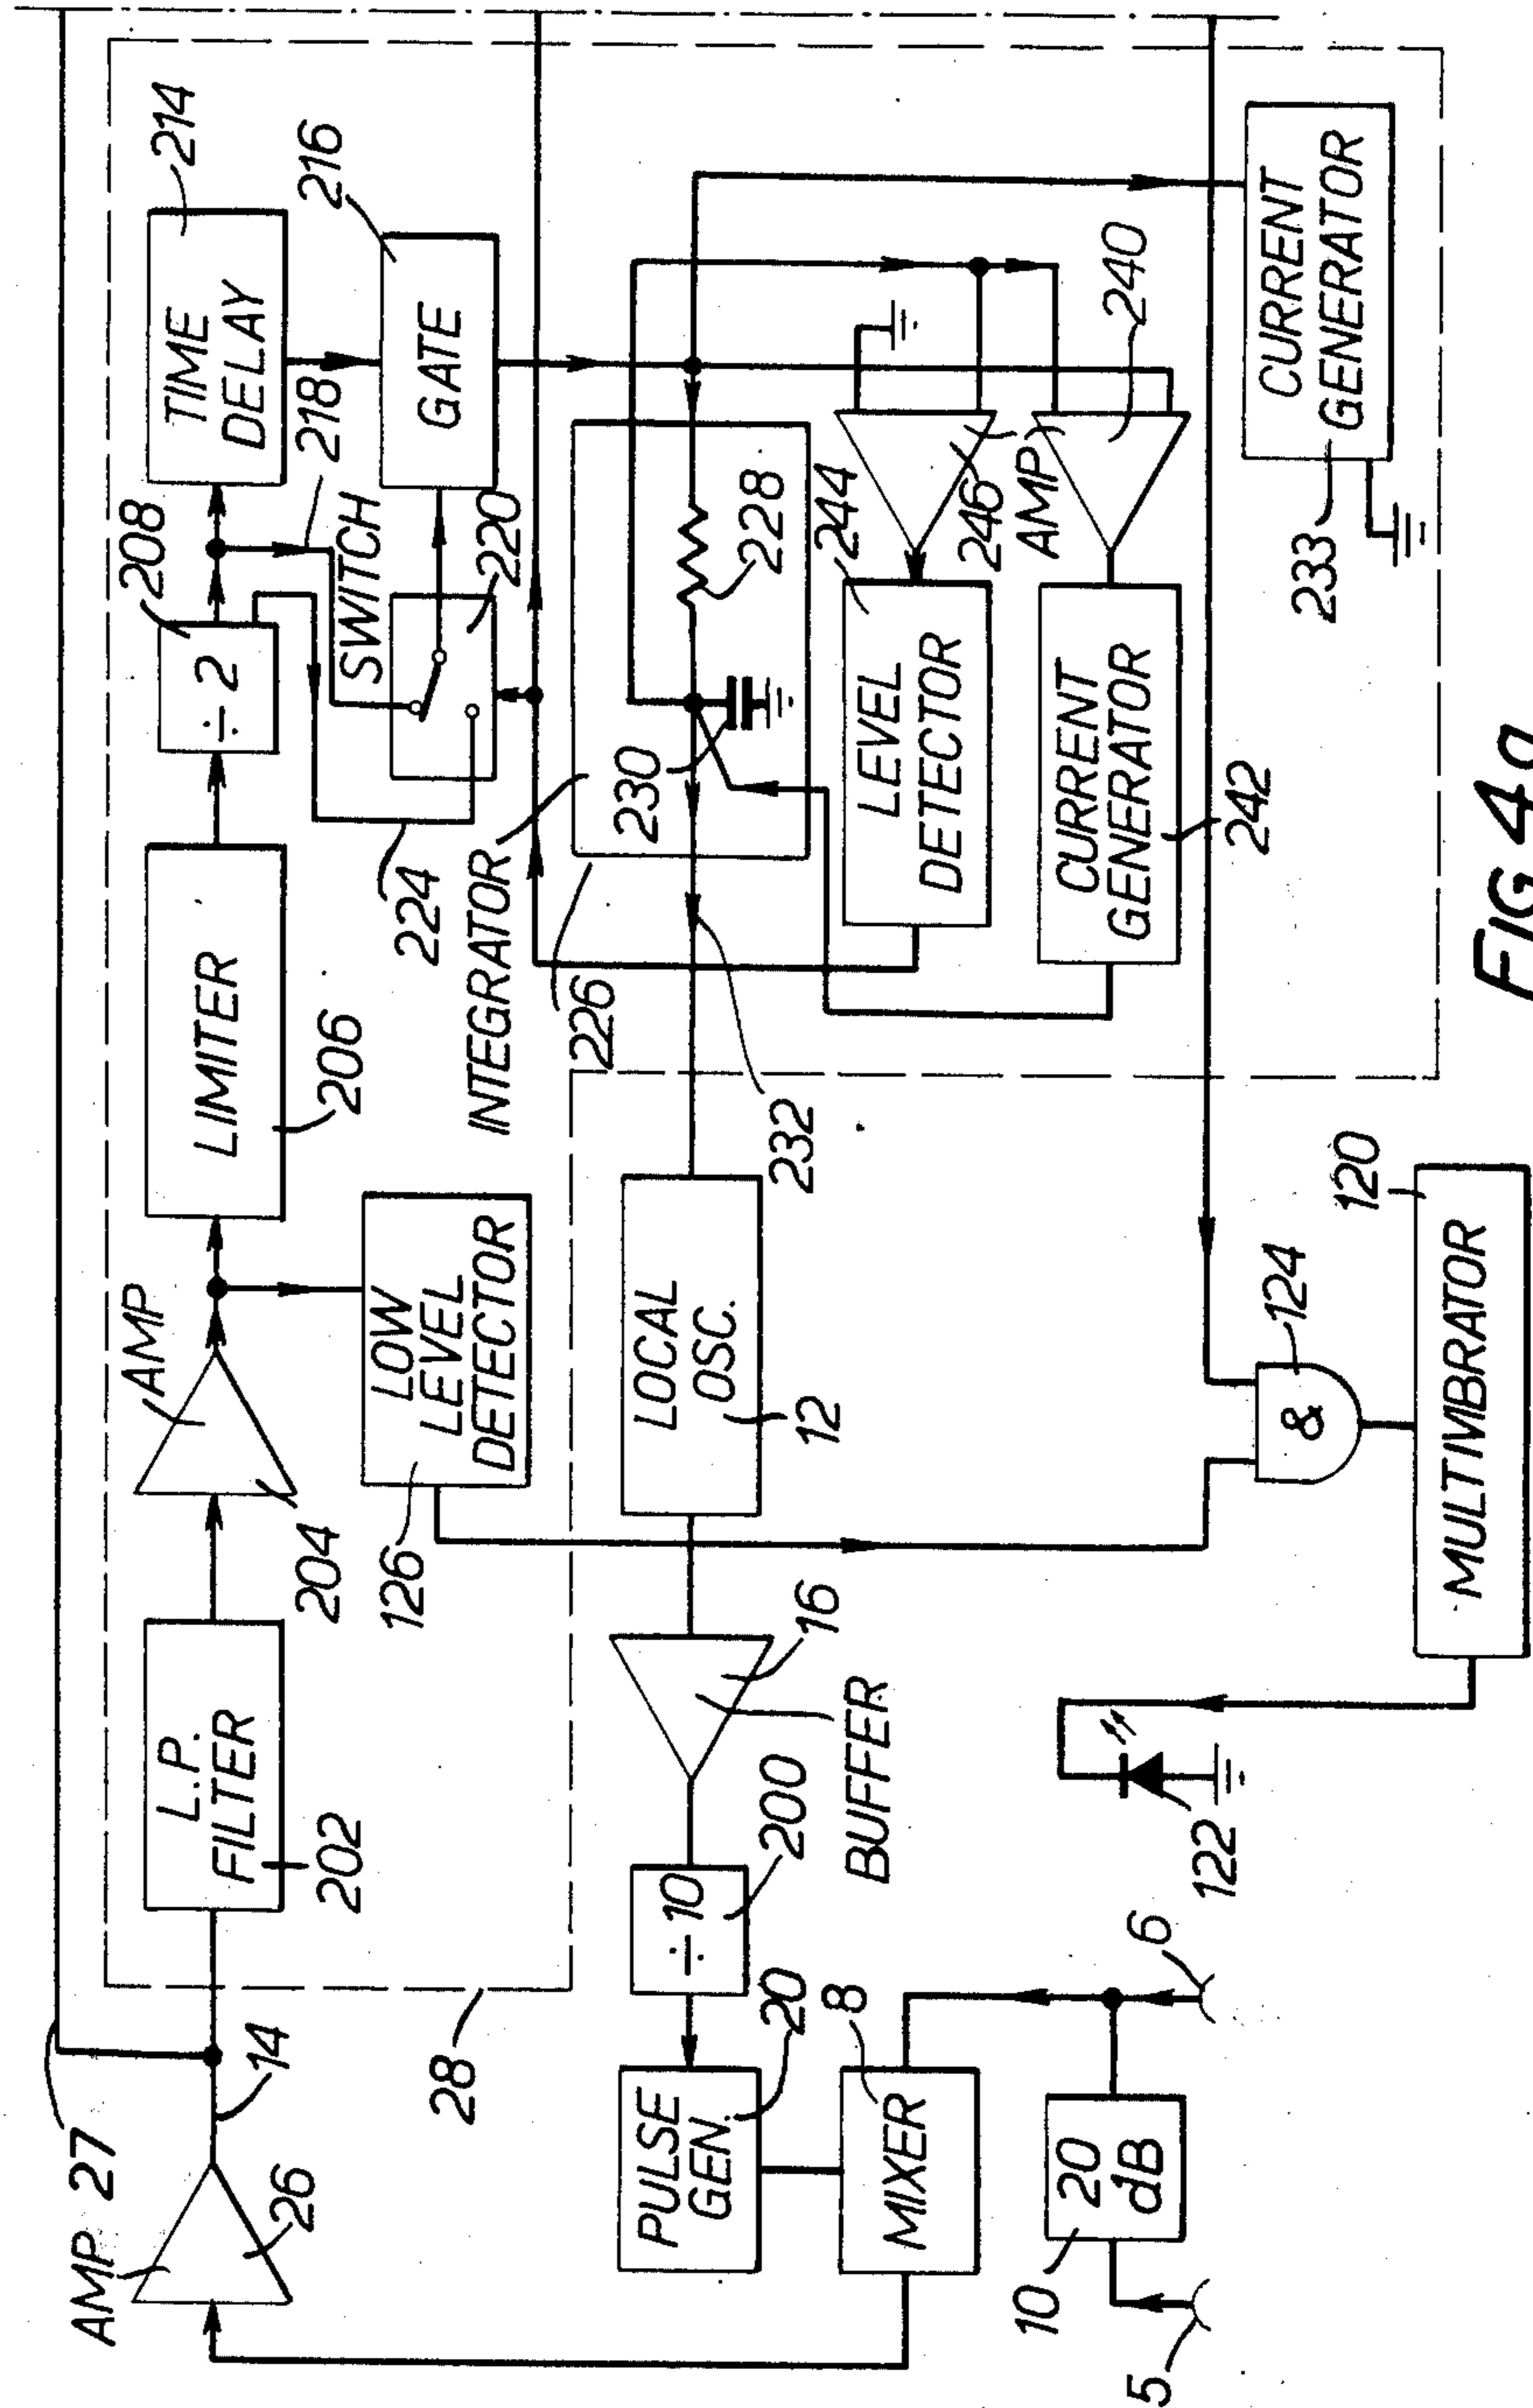 AMP 27
26
14
28
L.P.
FILTER
202
AMP
204
LOW
LEVEL
DETECTOR
126
LIMITER
206
÷ 2
208
TIME
DELAY
214
218
SWITCH
220
224
GATE
216
INTEGRATOR
226
228
230
232
LEVEL
DETECTOR
244
246
AMP
240
CURRENT
GENERATOR
242
CURRENT
GENERATOR
233
LOCAL
OSC.
12
16
BUFFER
÷ 10
200
PULSE
GEN.
20
MIXER
8
20
dB
10
5
6
122
&
124
MULTIVIBRATOR
120